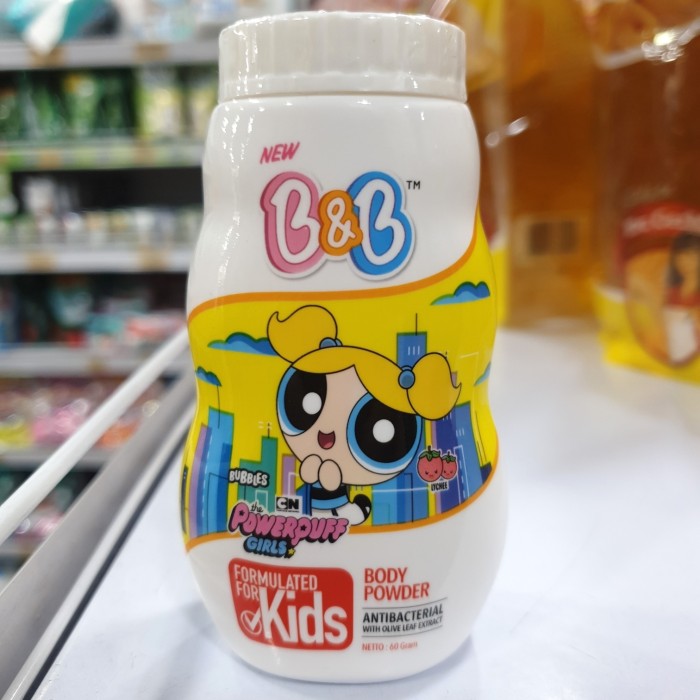 NEW
B&B™
BUBBLES
LYCHEE
CN
the
POWERPUFF
GIRLS
FORMULATED
FOR
Kids
BODY
POWDER
ANTIBACTERIAL
WITH OLIVE LEAF EXTRACT
NETTO : 60 Gram